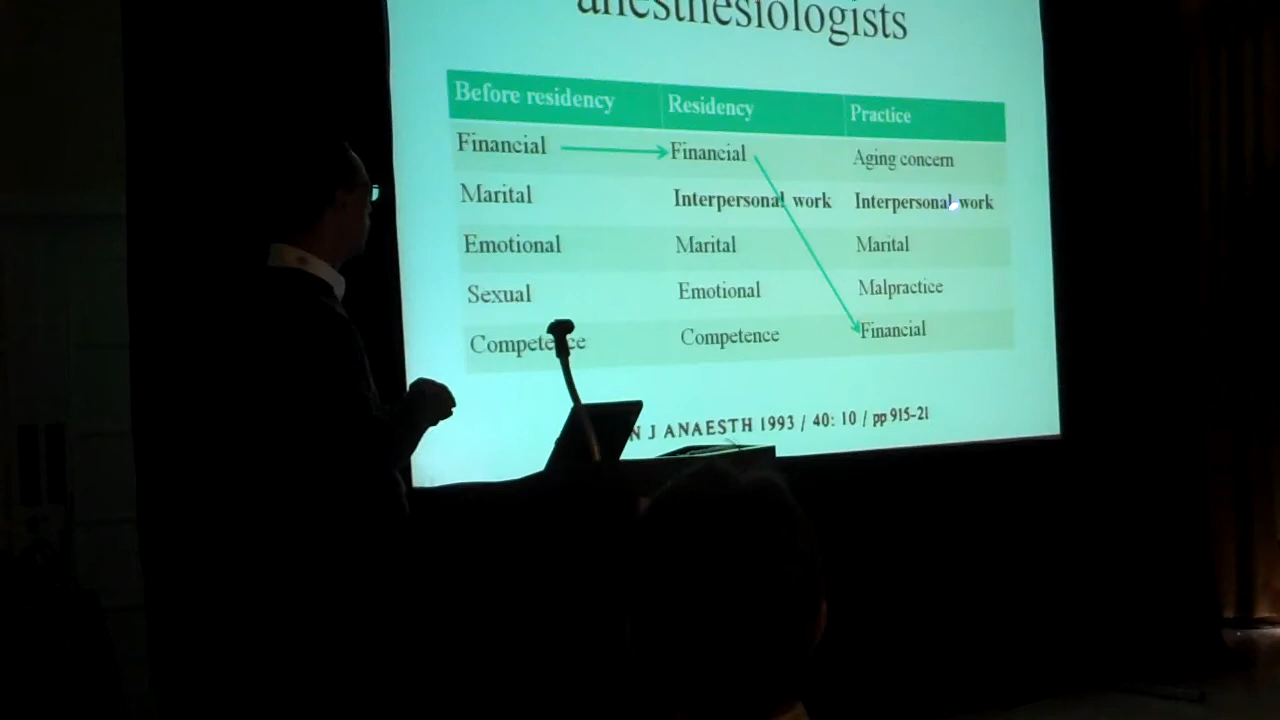 anesthesiologists
Before residency Residency Practice
Financial Financial Aging concern
Marital Interpersonal work Interpersonal work
Emotional Marital Marital
Sexual Emotional Malpractice
Competence Competence Financial
N J ANAESTH 1993 / 40: 10 / pp 915-21